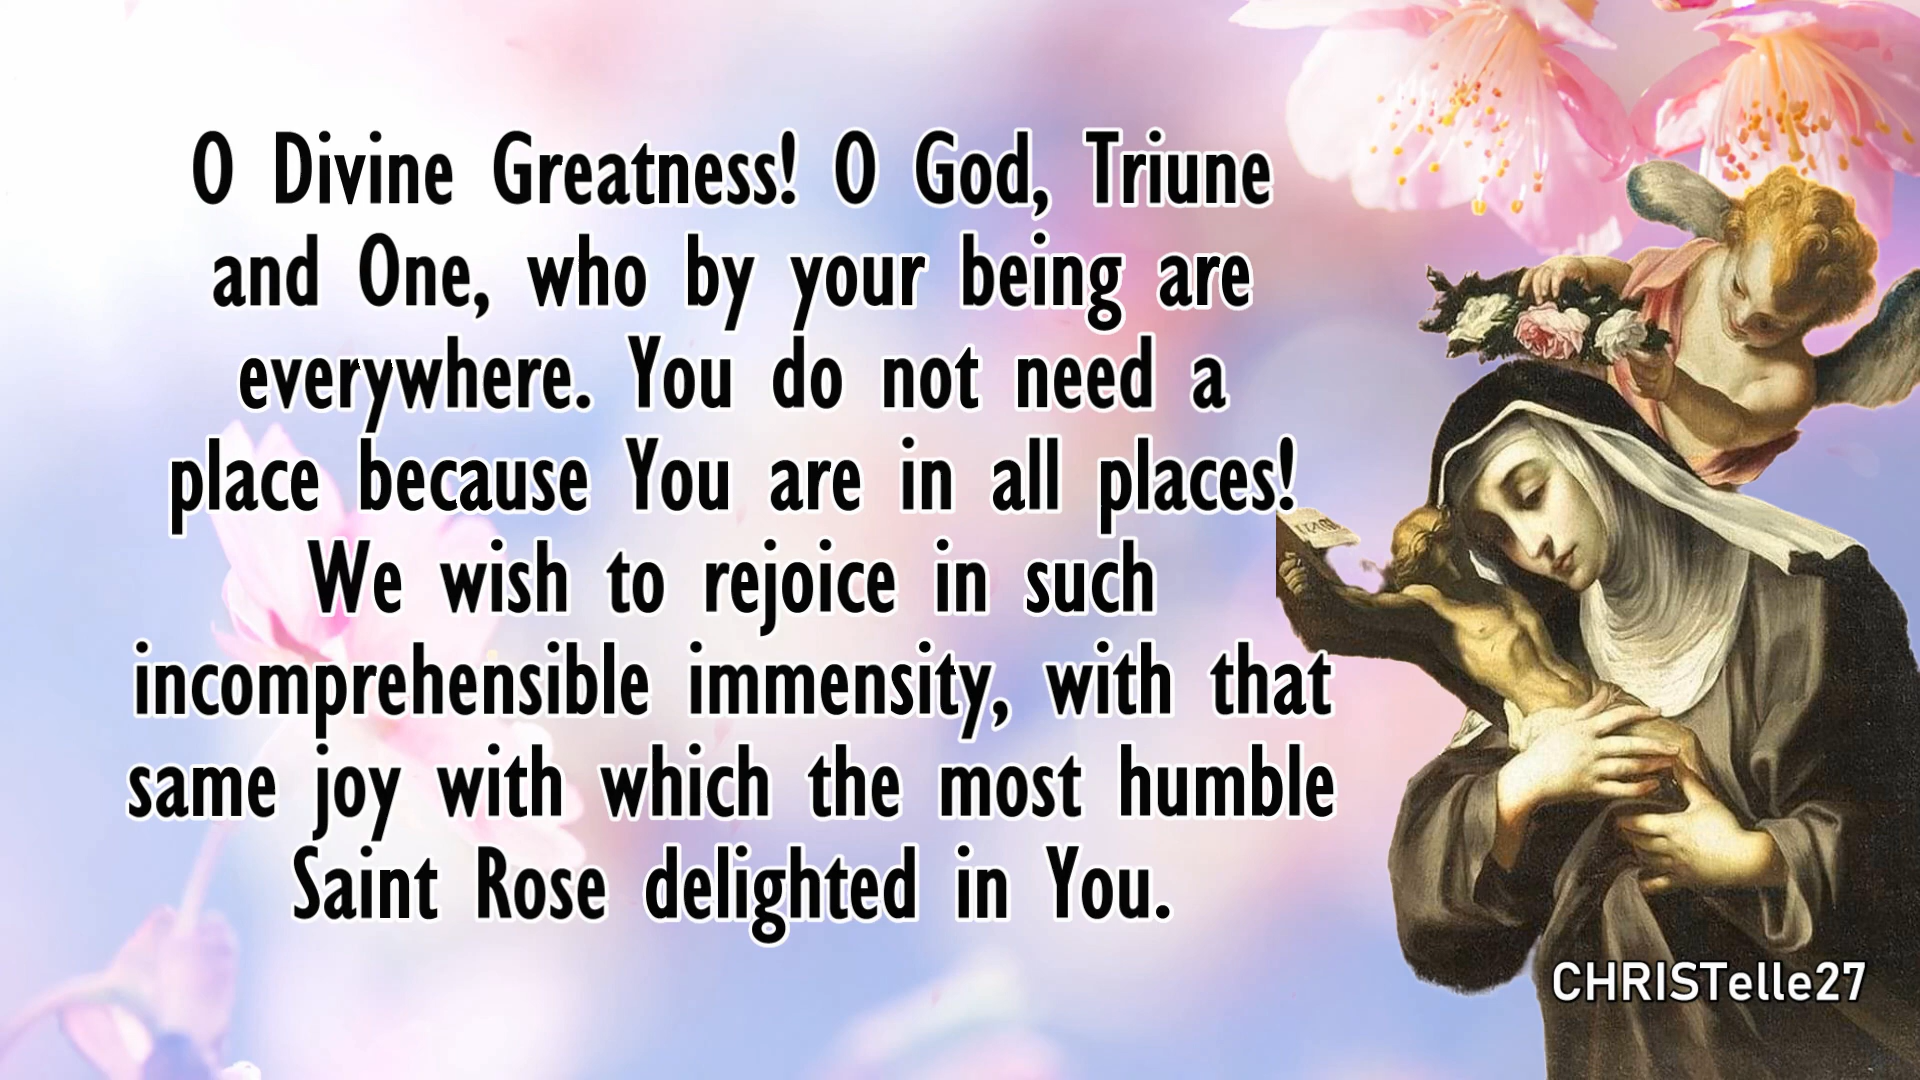 O Divine Greatness! O God, Triune
and One, who by your being are
everywhere. You do not need a
place because You are in all places!
We wish to rejoice in such
incomprehensible immensity, with that
same joy with which the most humble
Saint Rose delighted in You.
CHRISTelle27